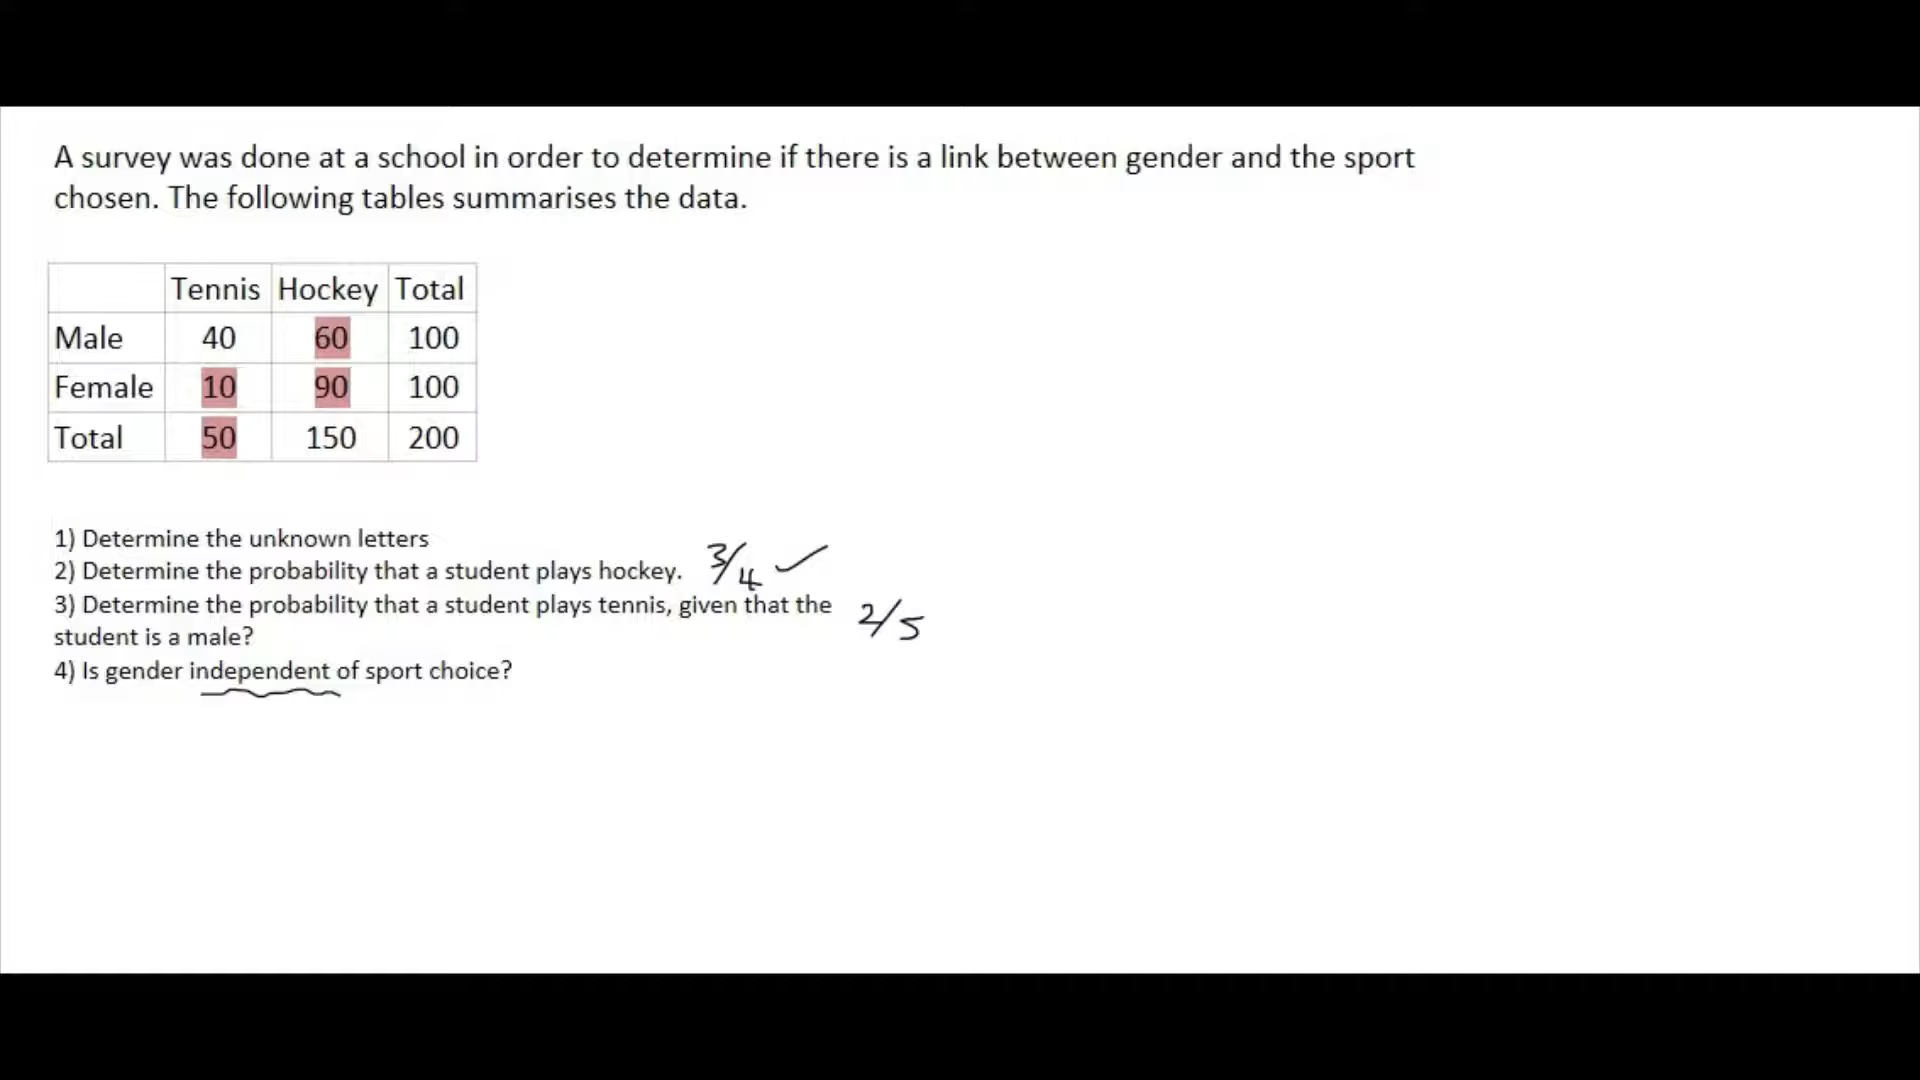 A survey was done at a school in order to determine if there is a link between gender and the sport
chosen. The following tables summarises the data.
Tennis Hockey Total
Male 40 60 100
Female 10 90 100
Total 50 150 200
1) Determine the unknown letters
2) Determine the probability that a student plays hockey. 3/4 ✓
3) Determine the probability that a student plays tennis, given that the 2/5
student is a male?
4) Is gender independent of sport choice?